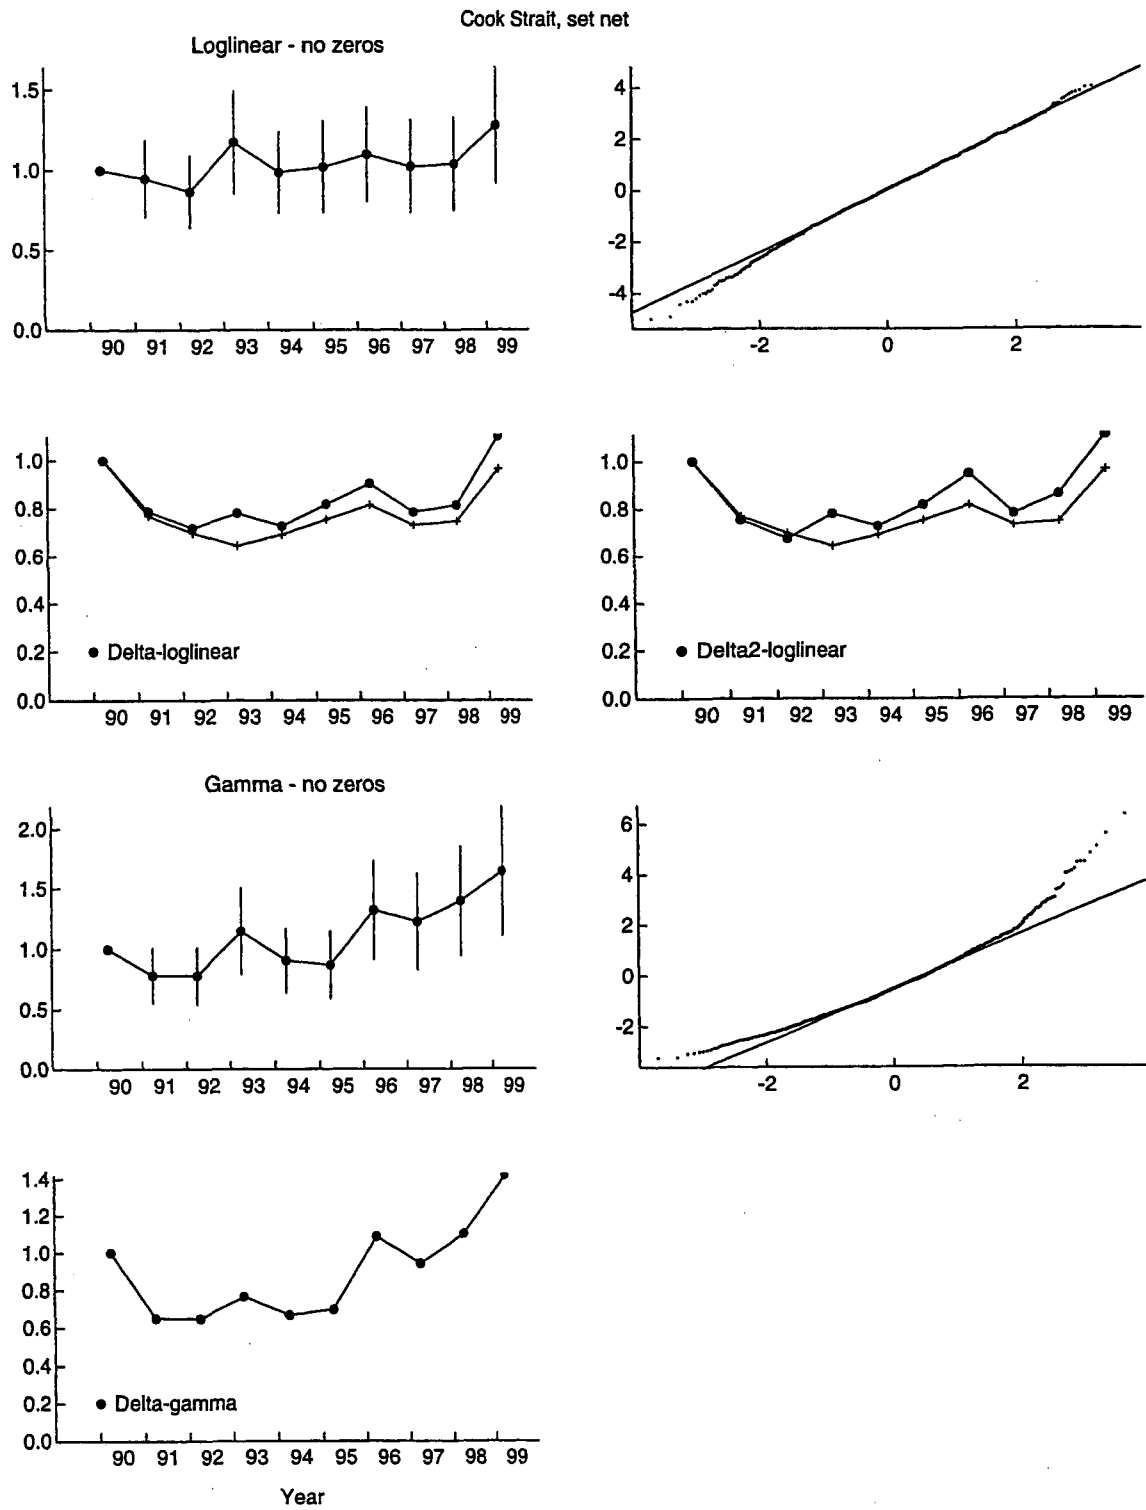 Cook Strait, set net
Loglinear - no zeros
1.5
1.0
0.5
0.0
90 91 92 93 94 95 96 97 98 99
4
2
0
-2
-4
-2 0 2
1.0
0.8
0.6
0.4
0.2
0.0
Delta-loglinear
90 91 92 93 94 95 96 97 98 99
1.0
0.8
0.6
0.4
0.2
0.0
Delta2-loglinear
90 91 92 93 94 95 96 97 98 99
Gamma - no zeros
2.0
1.5
1.0
0.5
0.0
90 91 92 93 94 95 96 97 98 99
6
4
2
0
-2
-2 0 2
1.4
1.2
1.0
0.8
0.6
0.4
0.2
0.0
Delta-gamma
90 91 92 93 94 95 96 97 98 99
Year